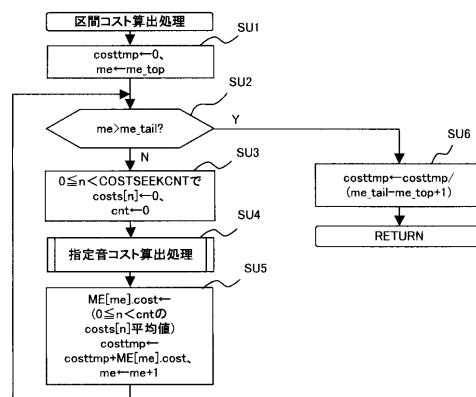 区間コスト算出処理
SU1
costtmp←0、
me←me_top
SU2
me>me_tail?
Y
N
SU3
0≦n<COSTSEEKCNTで
costs[n]←0、
cnt←0
SU4
指定音コスト算出処理
SU5
ME[me].cost←
(0≦n<cntの
costs[n]平均値)
costtmp←
costtmp+ME[me].cost、
me←me+1
SU6
costtmp←costtmp/
(me_tail−me_top+1)
RETURN